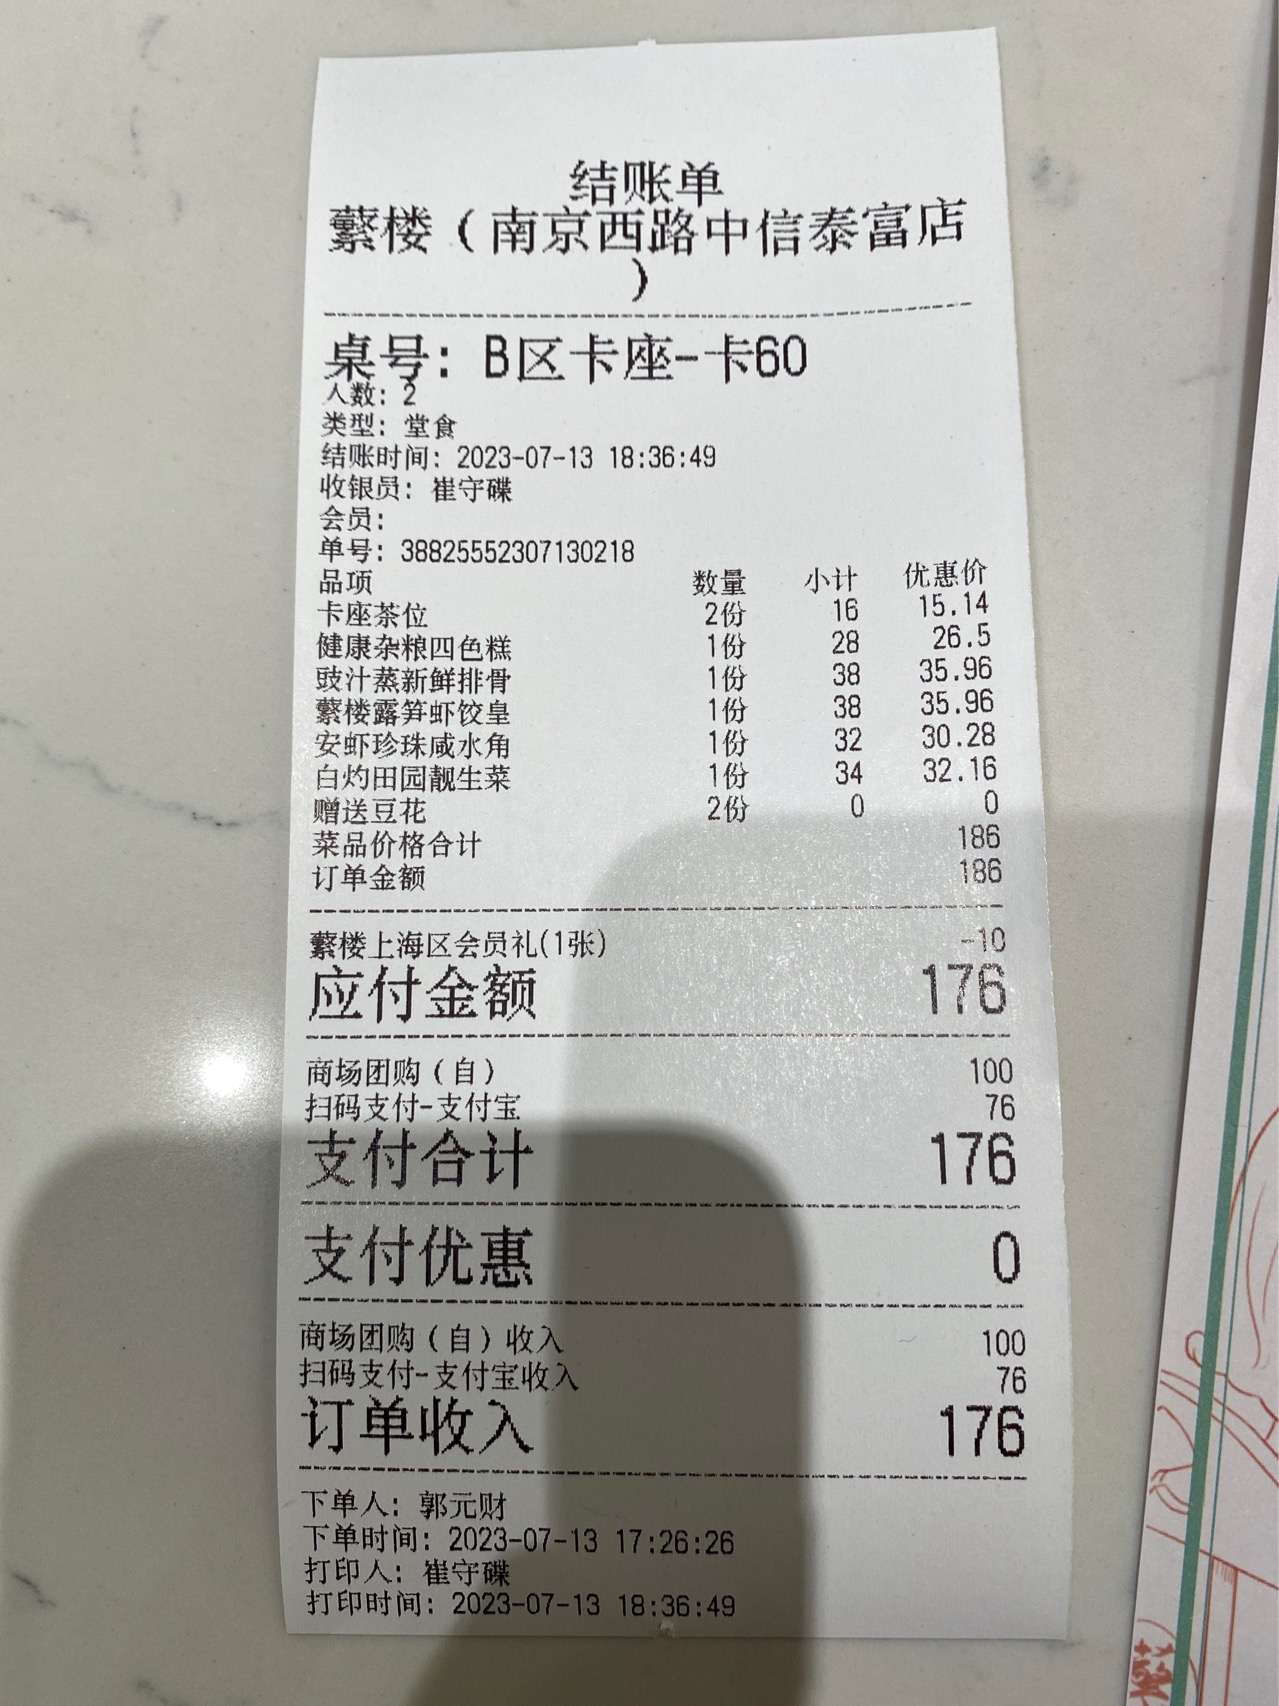 结账单
蘩楼（南京西路中信泰富店
）
桌号：B区卡座-卡60
人数：2
类型：堂食
结账时间：2023-07-13 18:36:49
收银员：崔守碟
会员：
单号：38825552307130218
品项 数量 小计 优惠价
卡座茶位 2份 16 15.14
健康杂粮四色糕 1份 28 26.5
豉汁蒸新鲜排骨 1份 38 35.96
蘩楼露笋虾饺皇 1份 38 35.96
安虾珍珠咸水角 1份 32 30.28
白灼田园靓生菜 1份 34 32.16
赠送豆花 2份 0 0
菜品价格合计 186
订单金额 186
蘩楼上海区会员礼(1张) -10
应付金额 176
商场团购（自） 100
扫码支付-支付宝 76
支付合计 176
支付优惠 0
商场团购（自）收入 100
扫码支付-支付宝收入 76
订单收入 176
下单人：郭元财
下单时间：2023-07-13 17:26:26
打印人：崔守碟
打印时间：2023-07-13 18:36:49